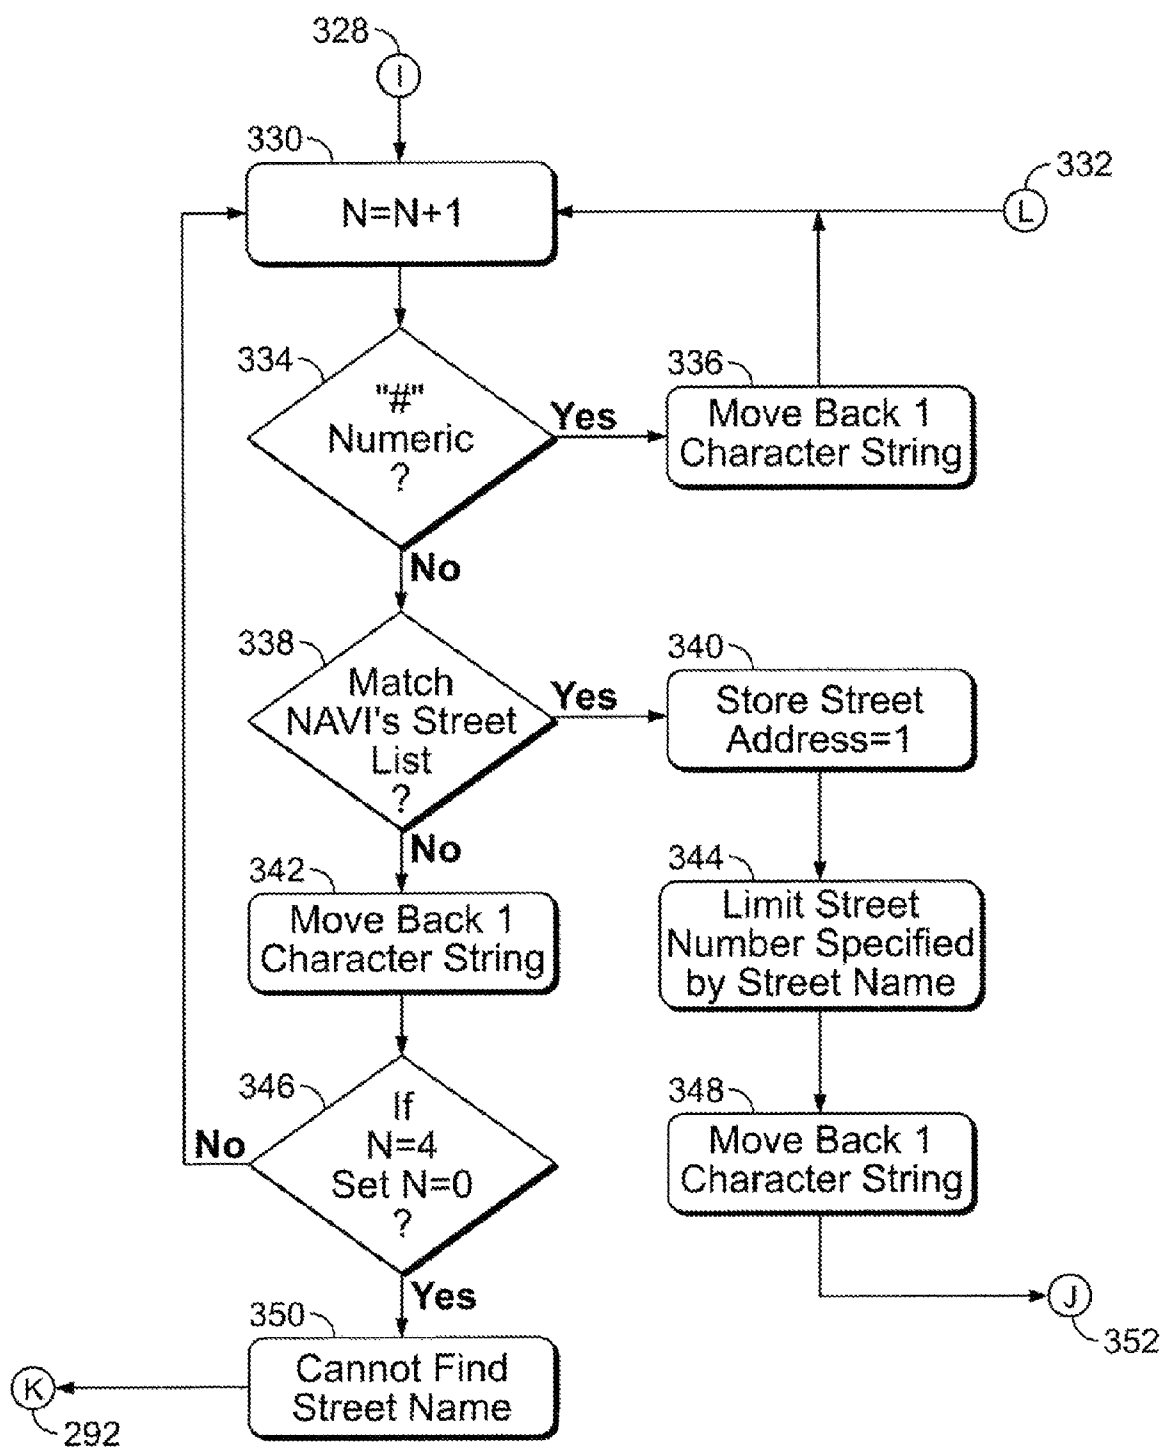 328
I
330
N=N+1
332
L
334
"#"
Numeric
?
Yes
336
Move Back 1
Character String
No
338
Match
NAVI's Street
List
?
Yes
340
Store Street
Address=1
No
342
Move Back 1
Character String
344
Limit Street
Number Specified
by Street Name
346
If
N=4
Set N=0
?
No
348
Move Back 1
Character String
Yes
J
352
350
Cannot Find
Street Name
K
292